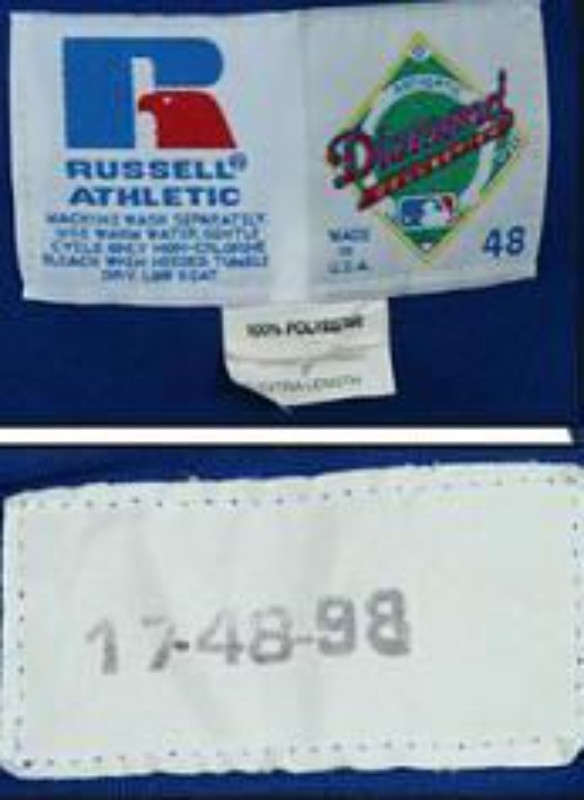 RUSSELL®
ATHLETIC
MACHINE WASH SEPARATELY
WARM WATER, GENTLE
CYCLE ONLY NON-CHLORINE
BLEACH WHEN NEEDED TUMBLE
DRY LOW HEAT
AUTHENTIC
Diamond
MADE
IN
U.S.A.
48
100% POLYESTER
EXTRA LENGTH
17-48-98